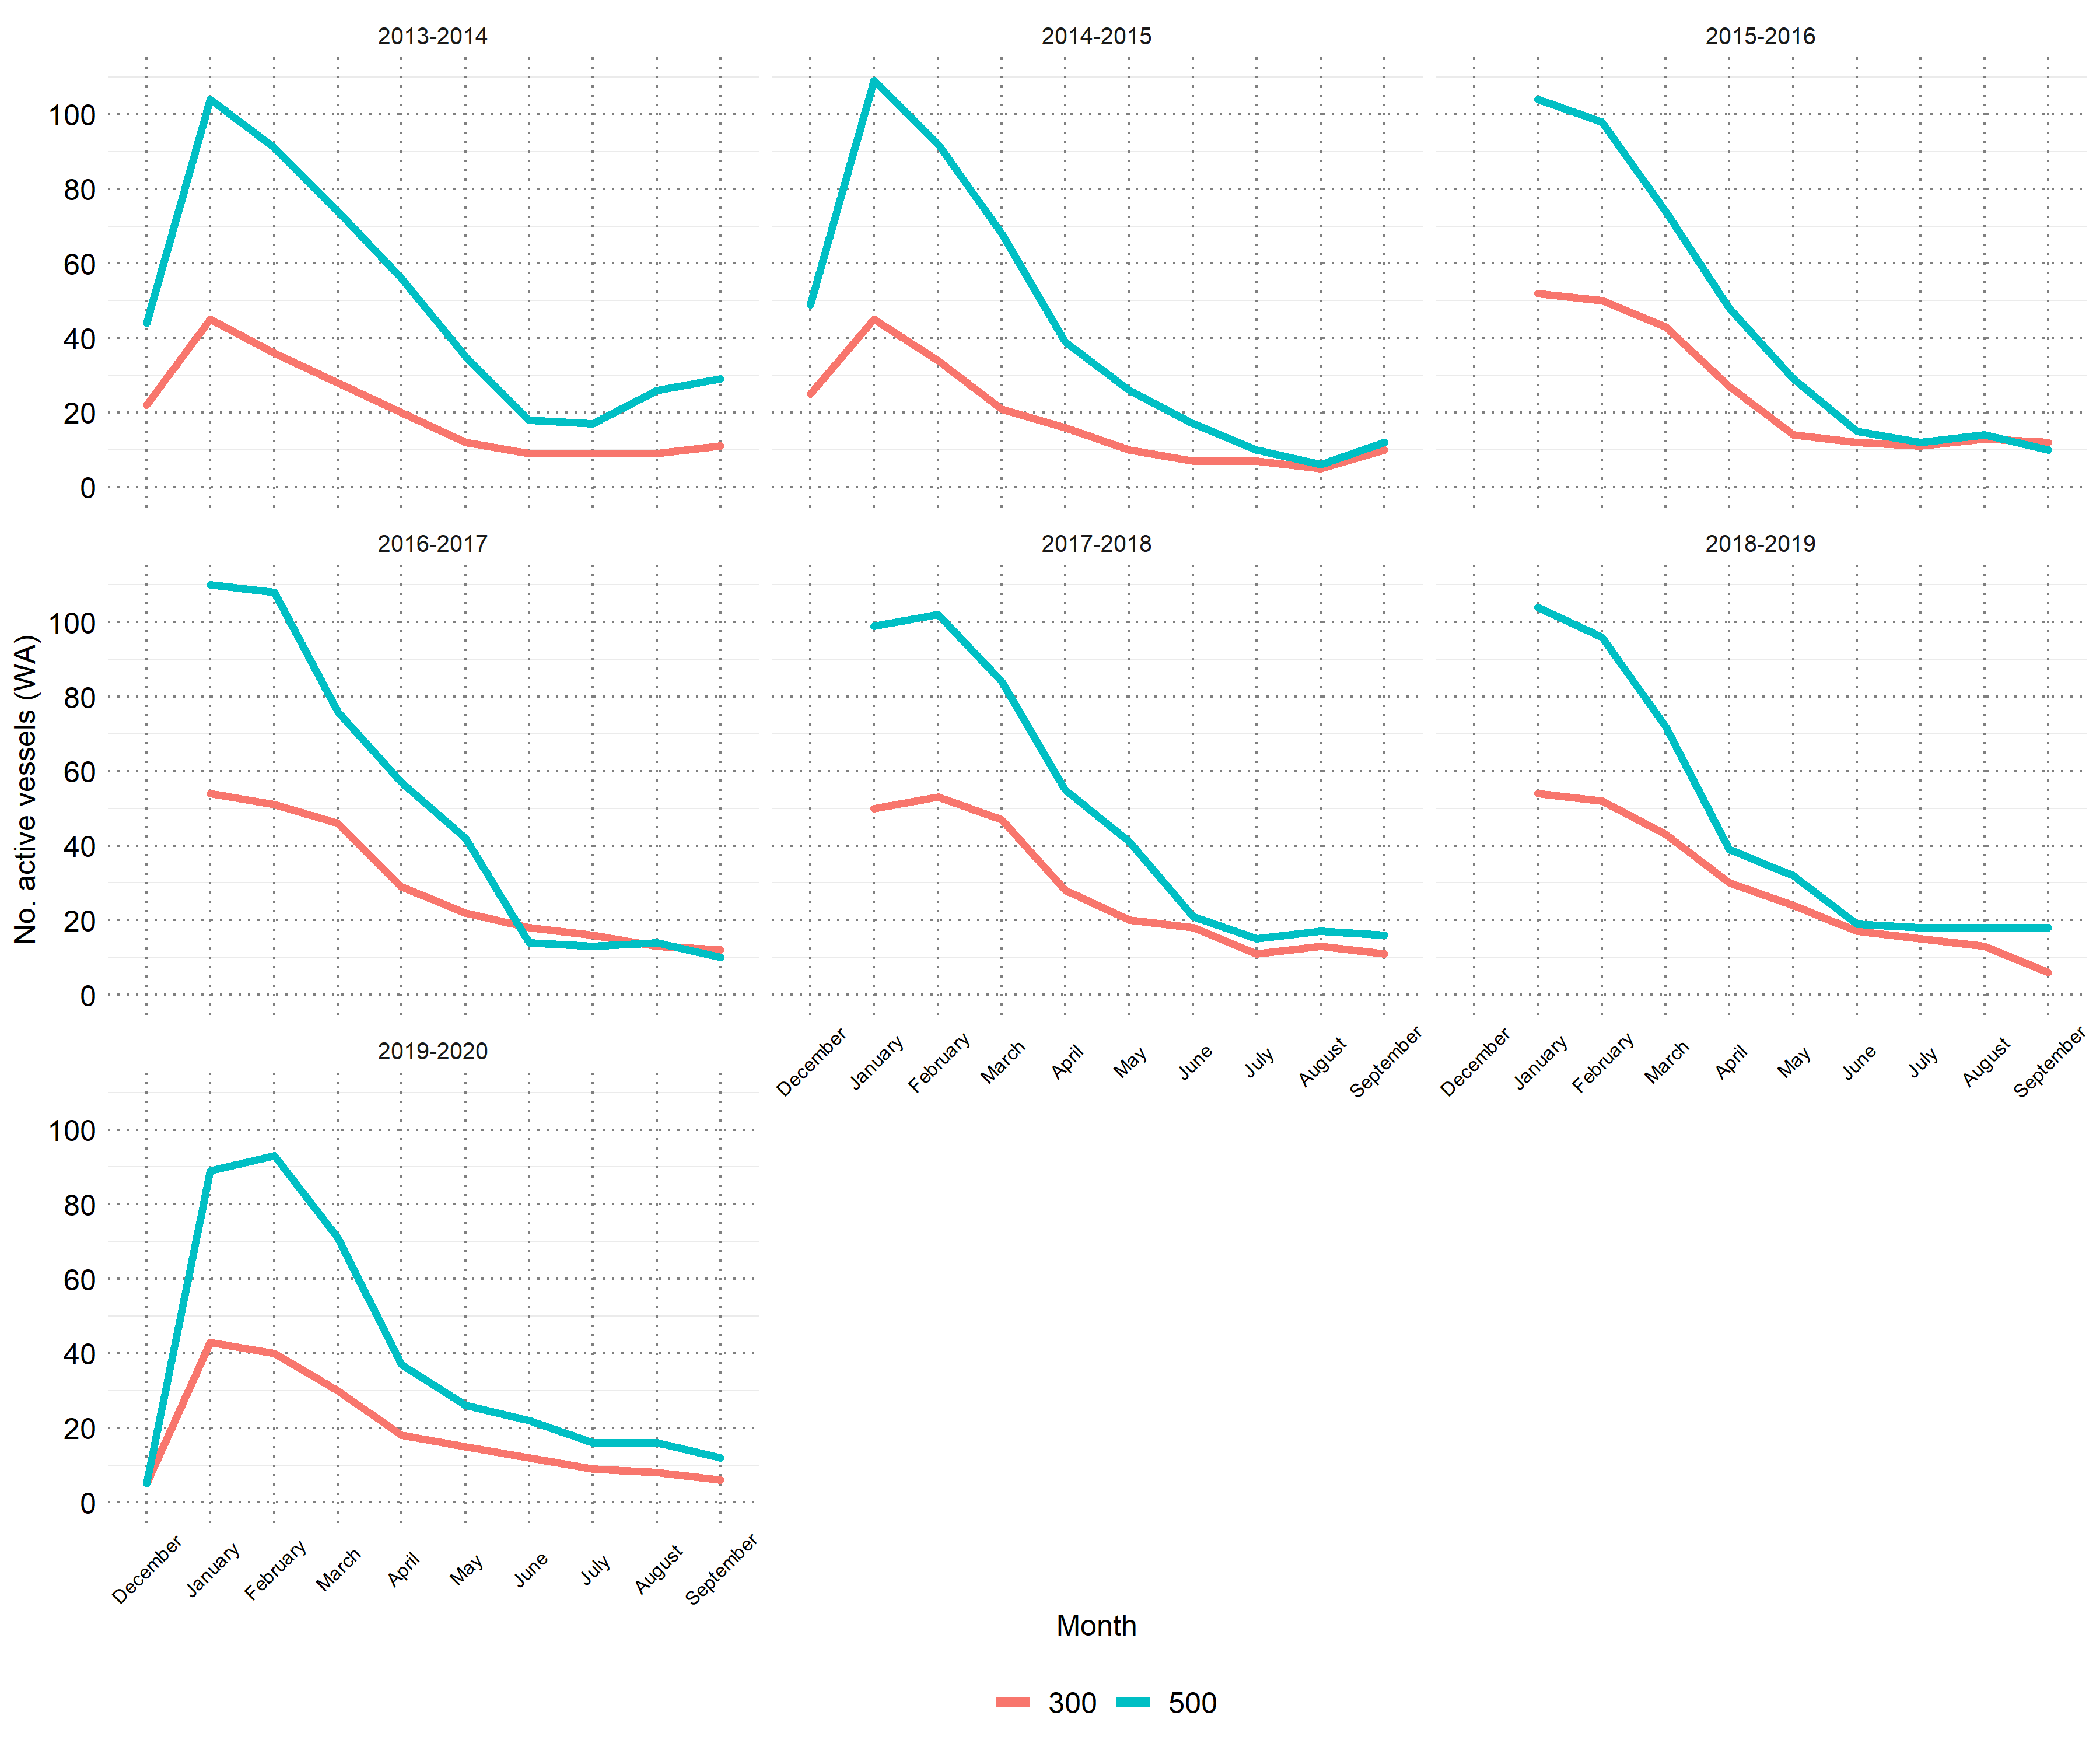 2013-2014
2014-2015
2015-2016
100
80
60
40
20
0
2016-2017
2017-2018
2018-2019
No. active vessels (WA)
100
80
60
40
20
0
December
January
February
March
April
May
June
July
August
September
December
January
February
March
April
May
June
July
August
September
2019-2020
100
80
60
40
20
0
December
January
February
March
April
May
June
July
August
September
Month
300
500